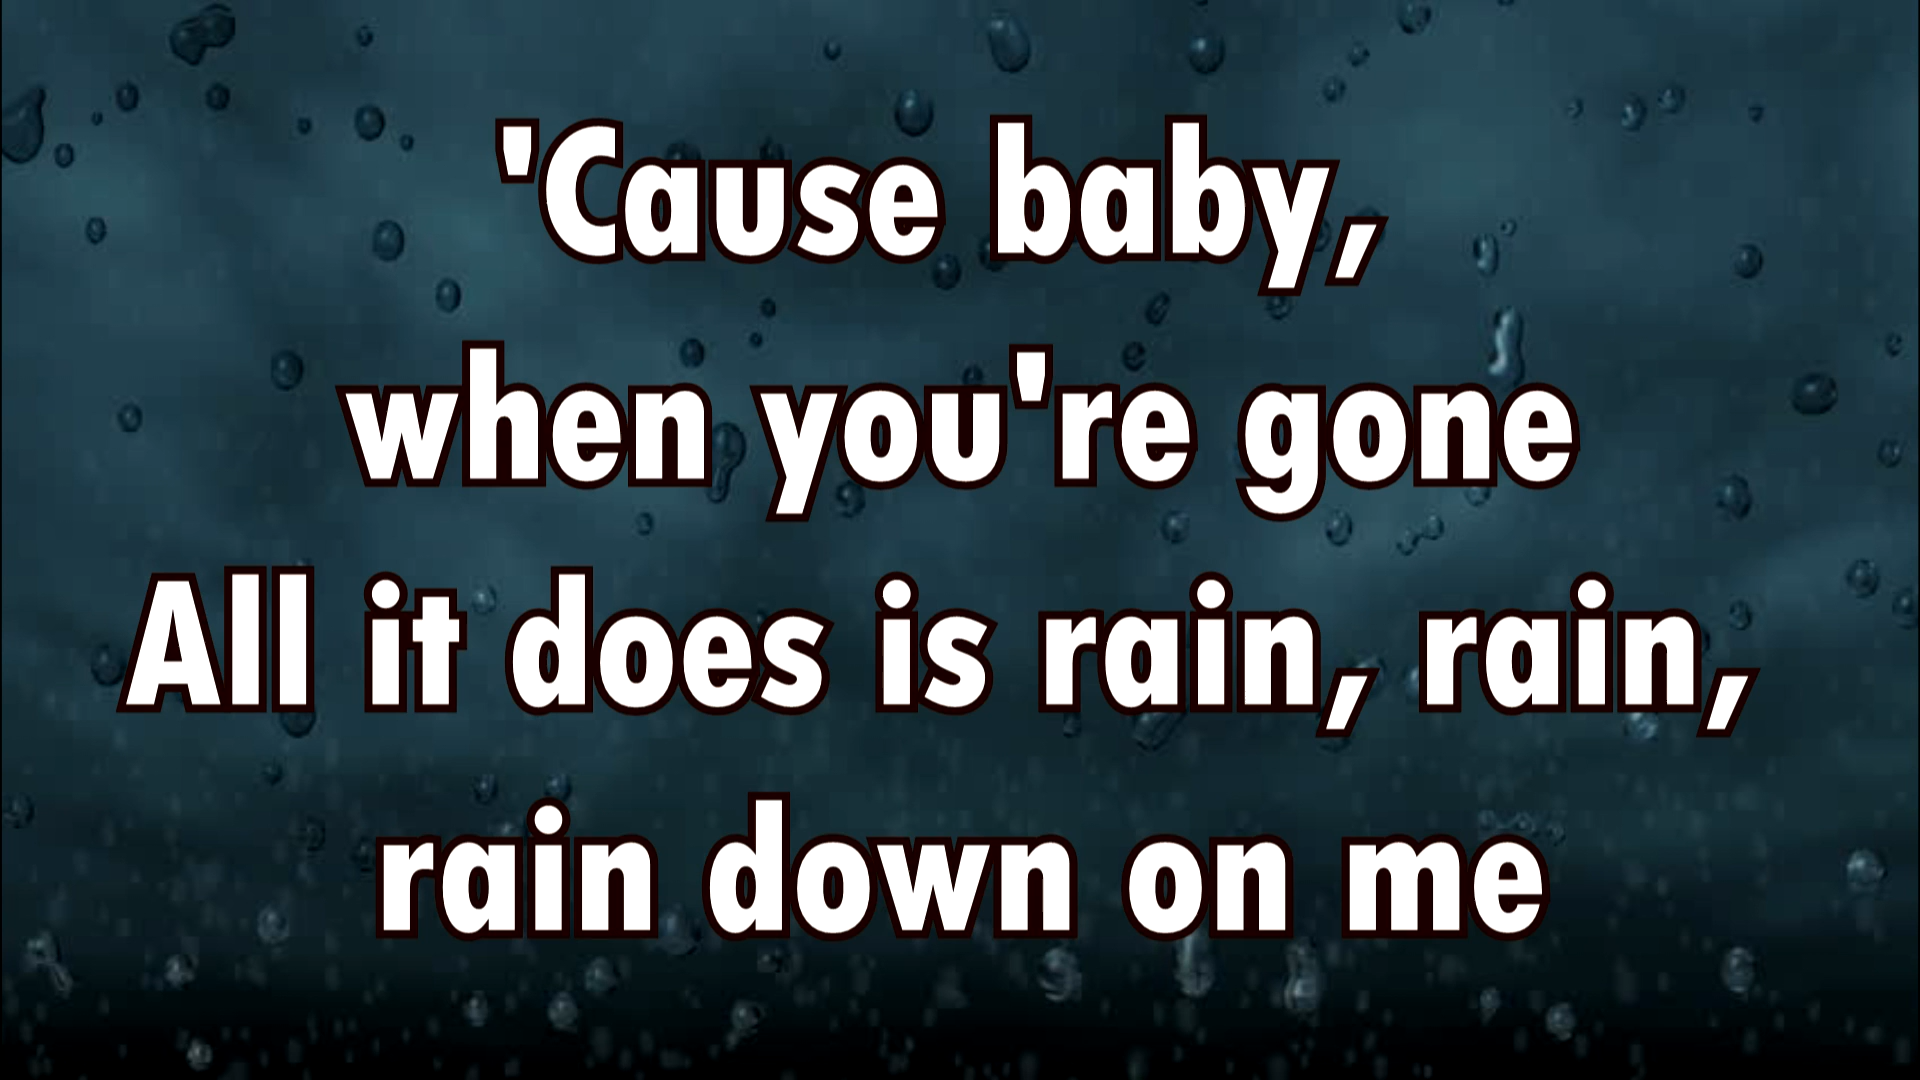 'Cause baby,
when you're gone
All it does is rain, rain,
rain down on me